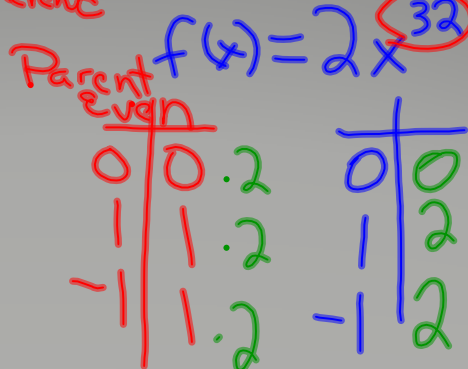 f(x) = 2x^32
Parent
even
0 | 0 · 2
1 | 1 · 2
-1 | 1 · 2
0 | 0
1 | 2
-1 | 2